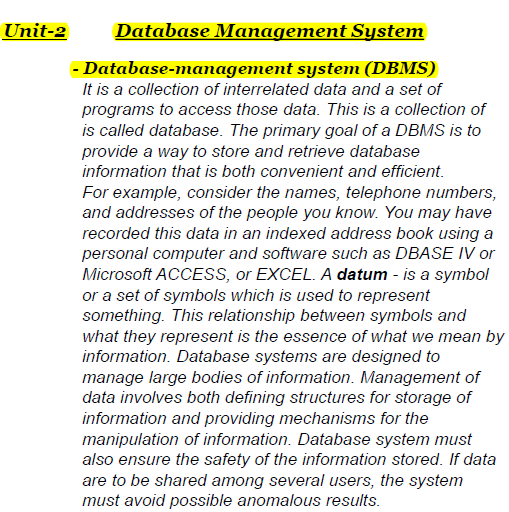 Unit-2 Database Management System
- Database-management system (DBMS)
It is a collection of interrelated data and a set of
programs to access those data. This is a collection of
is called database. The primary goal of a DBMS is to
provide a way to store and retrieve database
information that is both convenient and efficient.
For example, consider the names, telephone numbers,
and addresses of the people you know. You may have
recorded this data in an indexed address book using a
personal computer and software such as DBASE IV or
Microsoft ACCESS, or EXCEL. A datum - is a symbol
or a set of symbols which is used to represent
something. This relationship between symbols and
what they represent is the essence of what we mean by
information. Database systems are designed to
manage large bodies of information. Management of
data involves both defining structures for storage of
information and providing mechanisms for the
manipulation of information. Database system must
also ensure the safety of the information stored. If data
are to be shared among several users, the system
must avoid possible anomalous results.